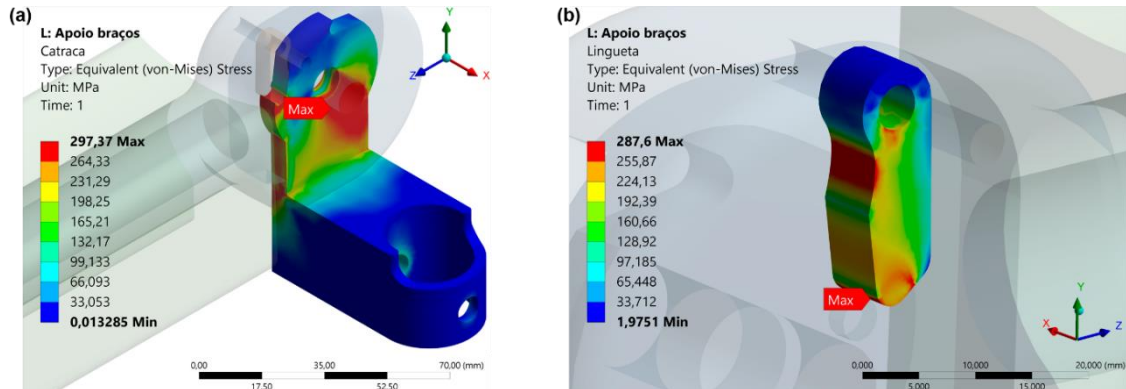 (a)
L: Apoio braços
Catraca
Type: Equivalent (von-Mises) Stress
Unit: MPa
Time: 1
297,37 Max
264,33
231,29
198,25
165,21
132,17
99,133
66,093
33,053
0,013285 Min
Max
Y
Z
X
0,00
35,00
70,00 (mm)
17,50
52,50
(b)
L: Apoio braços
Lingueta
Type: Equivalent (von-Mises) Stress
Unit: MPa
Time: 1
287,6 Max
255,87
224,13
192,39
160,66
128,92
97,185
65,448
33,712
1,9751 Min
Max
Y
X
Z
0,000
10,000
20,000 (mm)
5,000
15,000